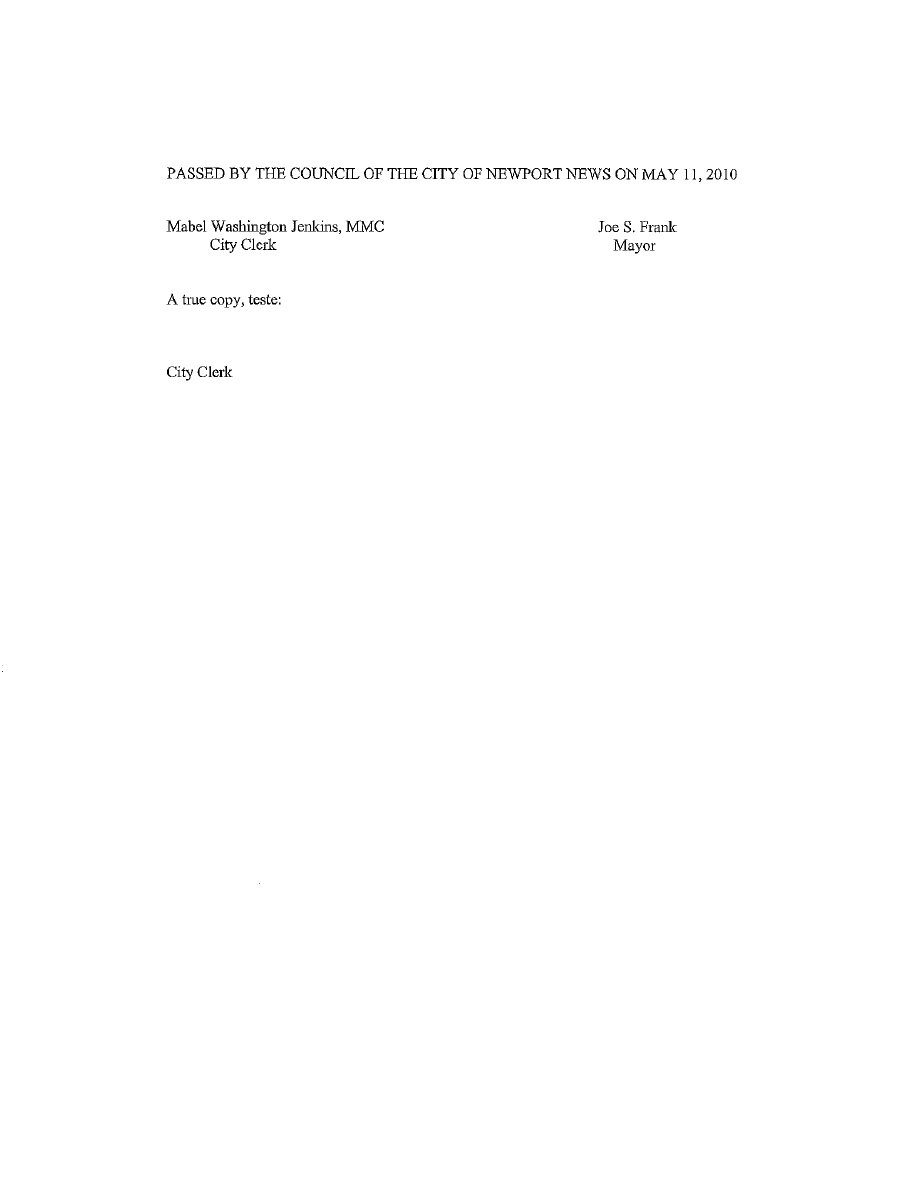 PASSED BY THE COUNCIL OF THE CITY OF NEWPORT NEWS ON MAY 11, 2010
Mabel Washington Jenkins, MMC Joe S. Frank
City Clerk Mayor
A true copy, teste:
City Clerk